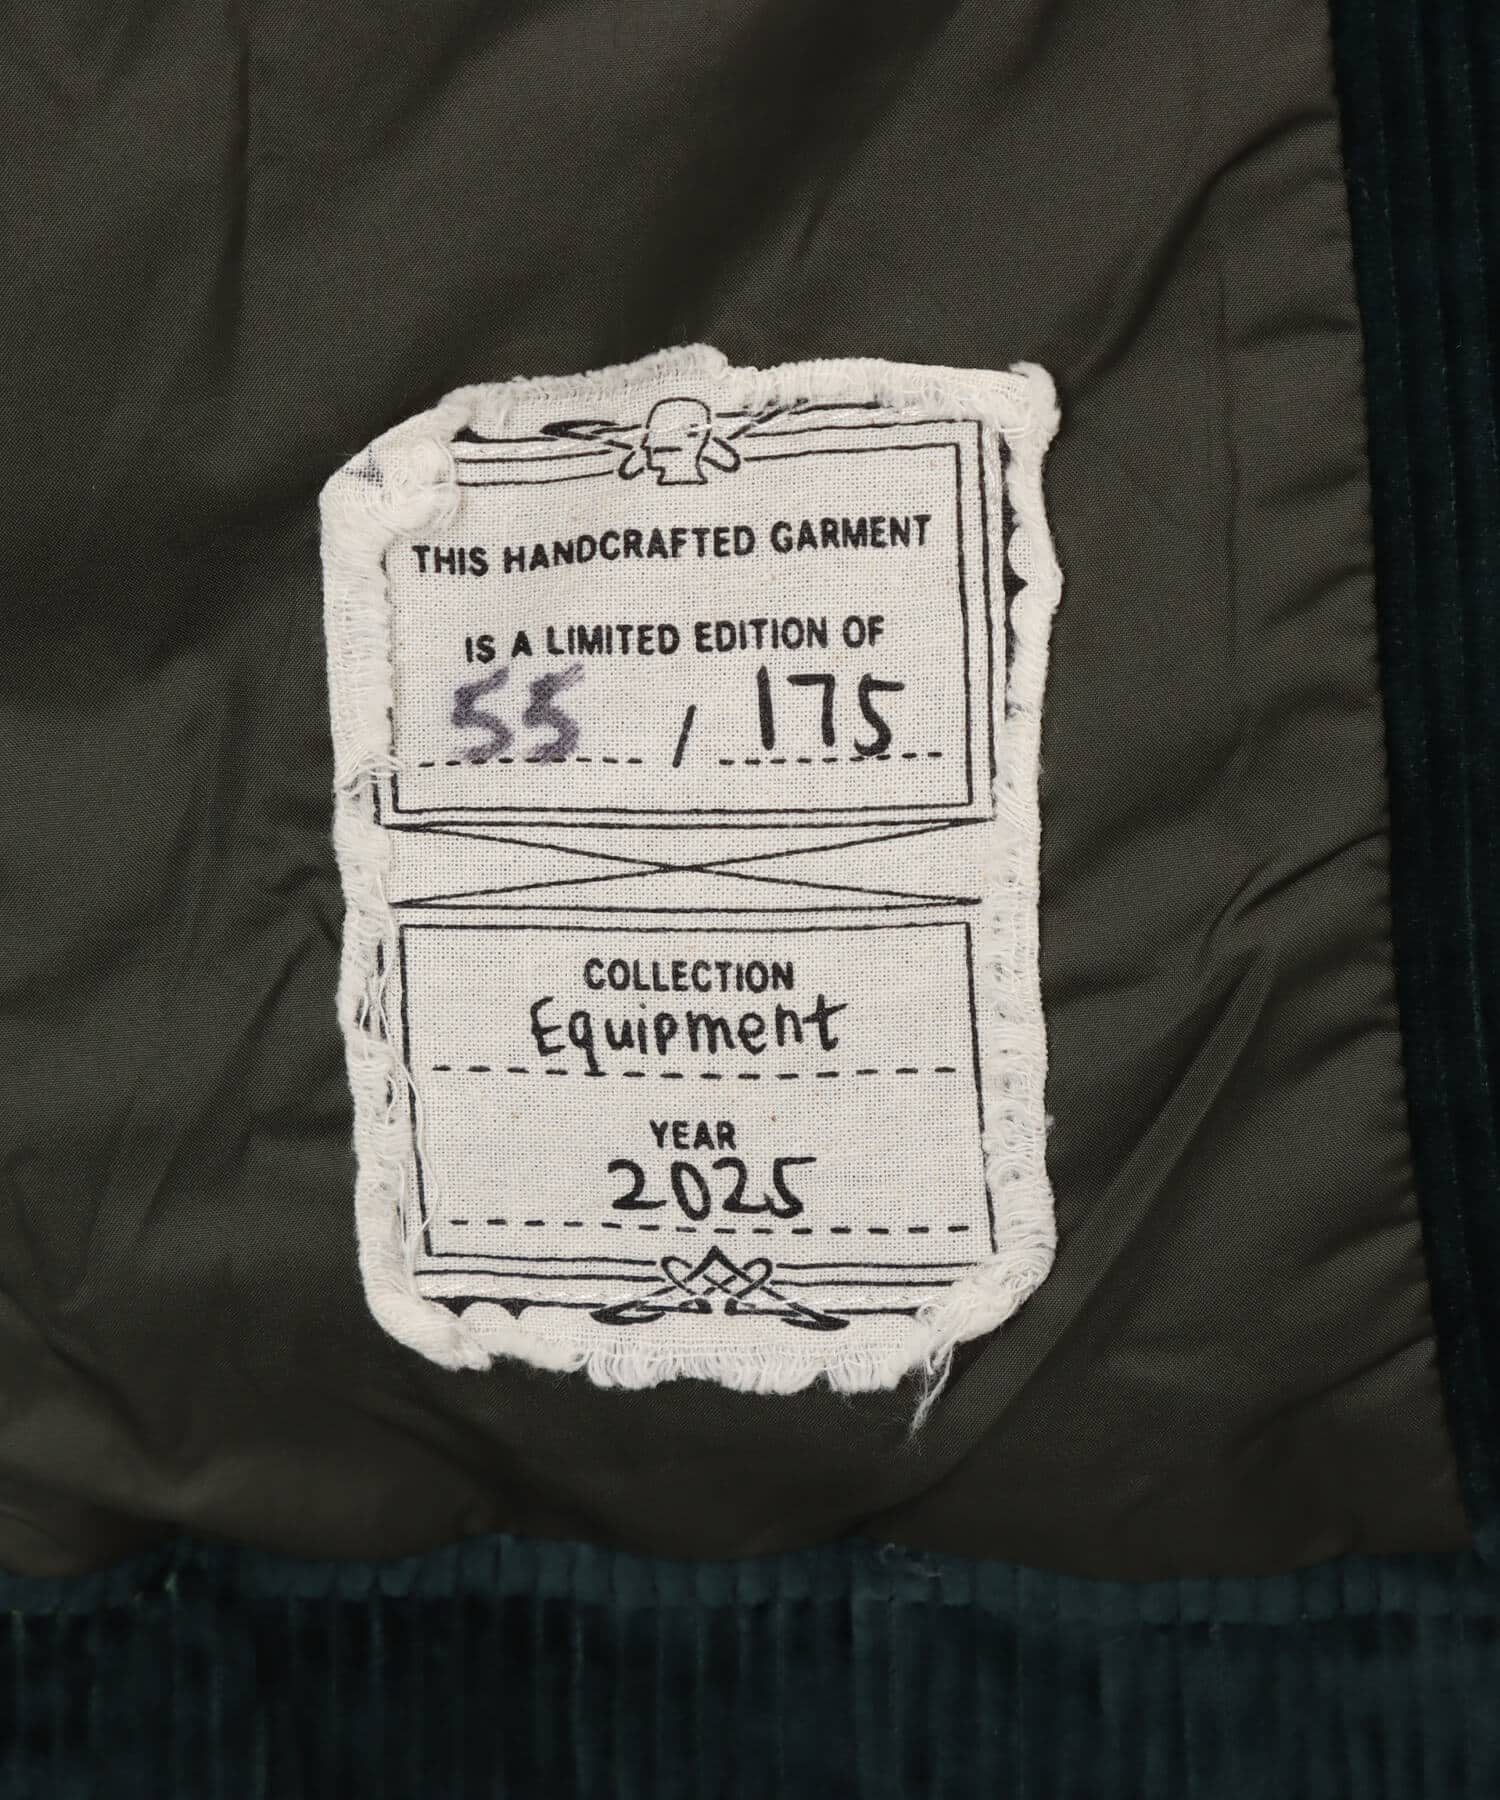 THIS HANDCRAFTED GARMENT
IS A LIMITED EDITION OF
55 / 175
COLLECTION
Equipment
YEAR
2025